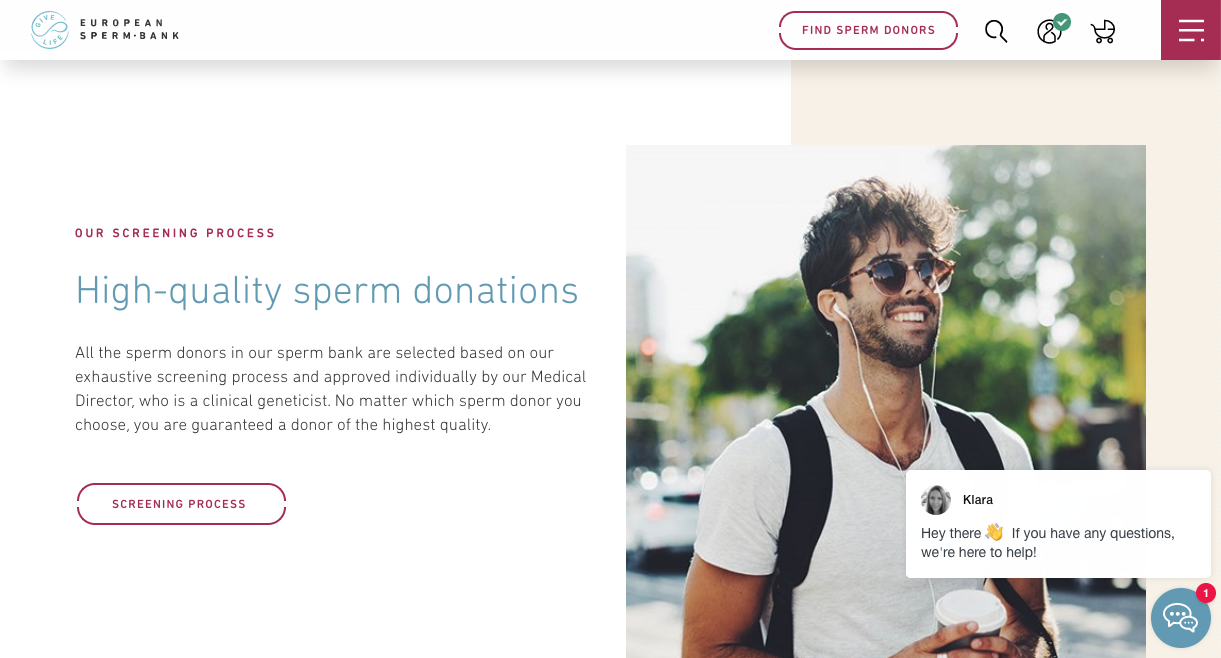 GIVE LIFE
EUROPEAN
SPERM·BANK
FIND SPERM DONORS
OUR SCREENING PROCESS
High-quality sperm donations
All the sperm donors in our sperm bank are selected based on our
exhaustive screening process and approved individually by our Medical
Director, who is a clinical geneticist. No matter which sperm donor you
choose, you are guaranteed a donor of the highest quality.
SCREENING PROCESS
Klara
Hey there 👋 If you have any questions,
we're here to help!
1